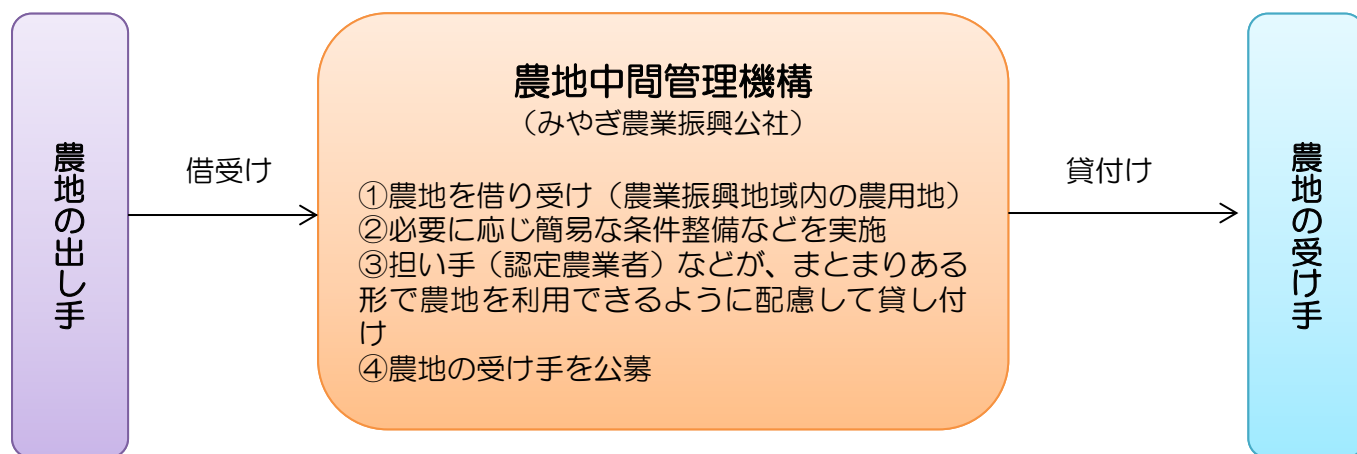 農地の出し手
借受け
農地中間管理機構
（みやぎ農業振興公社）
①農地を借り受け（農業振興地域内の農用地）
②必要に応じ簡易な条件整備などを実施
③担い手（認定農業者）などが、まとまりある
形で農地を利用できるように配慮して貸し付
け
④農地の受け手を公募
貸付け
農地の受け手